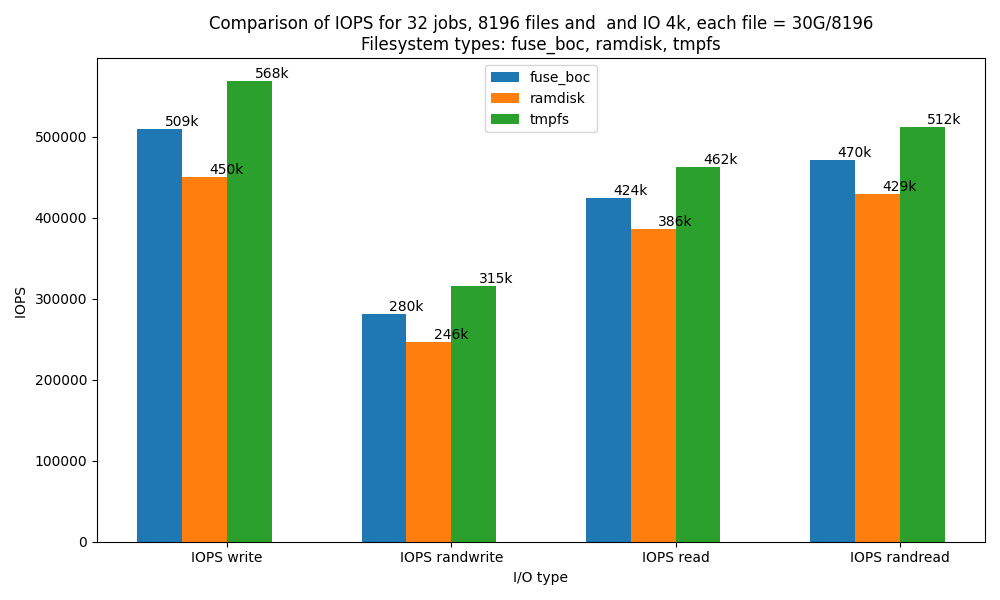 Comparison of IOPS for 32 jobs, 8196 files and  and IO 4k, each file = 30G/8196
Filesystem types: fuse_boc, ramdisk, tmpfs
fuse_boc
ramdisk
tmpfs
568k
509k
450k
280k
246k
315k
424k
386k
462k
470k
429k
512k
500000
400000
300000
200000
100000
0
IOPS
IOPS write
IOPS randwrite
IOPS read
IOPS randread
I/O type